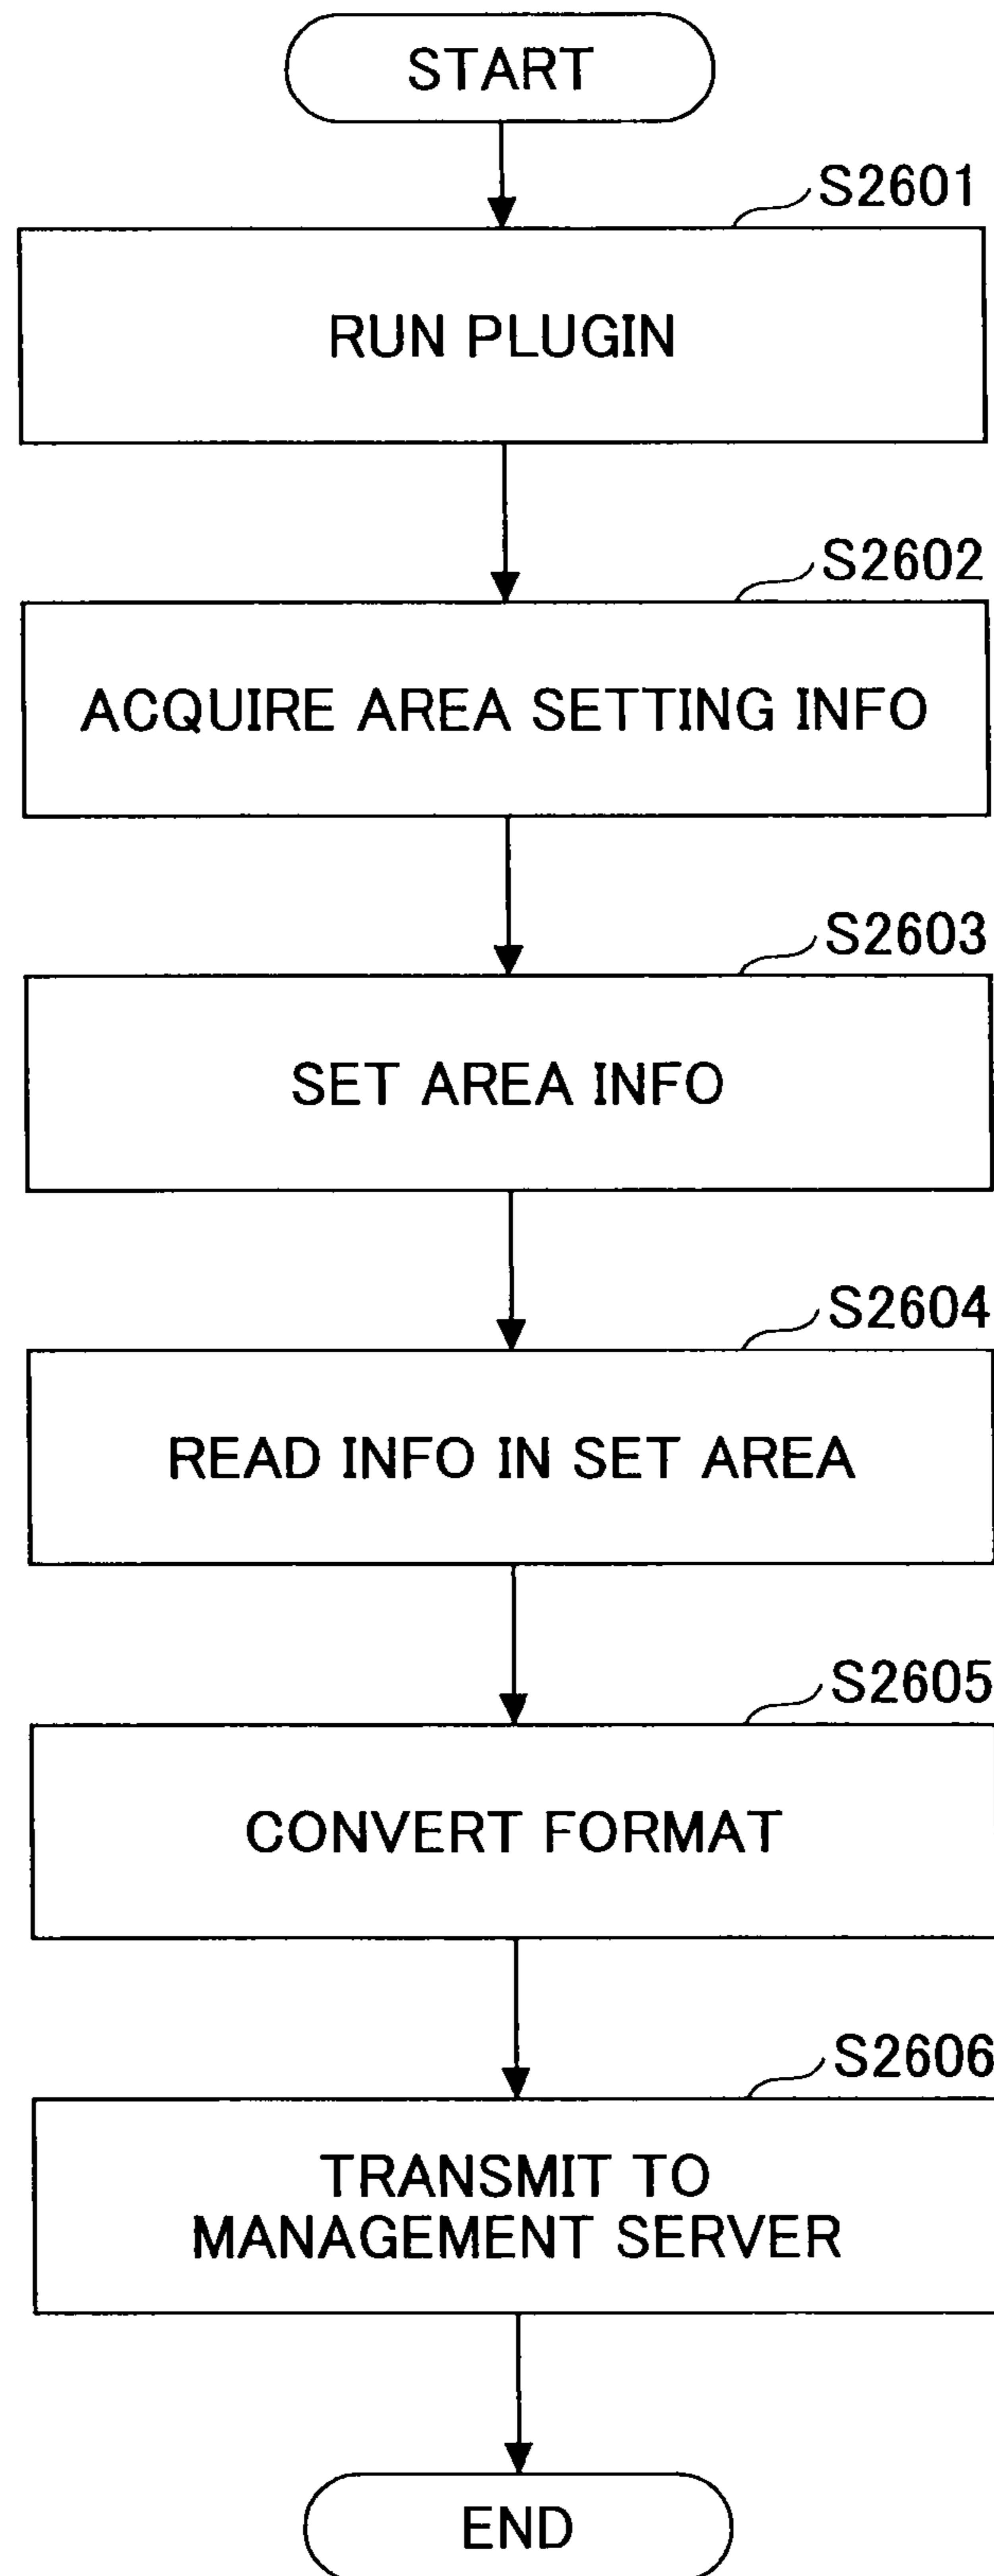 START
S2601
RUN PLUGIN
S2602
ACQUIRE AREA SETTING INFO
S2603
SET AREA INFO
S2604
READ INFO IN SET AREA
S2605
CONVERT FORMAT
S2606
TRANSMIT TO
MANAGEMENT SERVER
END